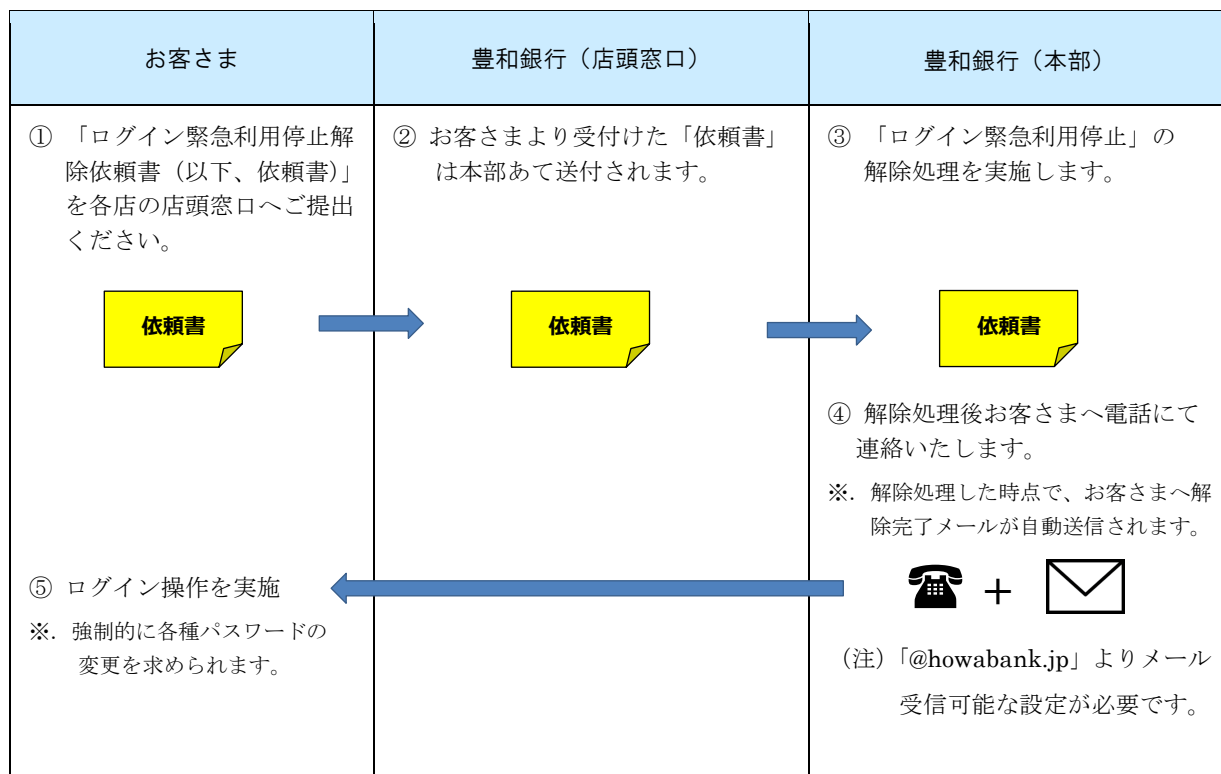 お客さま
豊和銀行（店頭窓口）
豊和銀行（本部）
① 「ログイン緊急利用停止解
除依頼書（以下、依頼書）」
を各店の店頭窓口へご提出
ください。
② お客さまより受付けた「依頼書」
は本部あて送付されます。
③ 「ログイン緊急利用停止」の
解除処理を実施します。
依頼書
依頼書
依頼書
④ 解除処理後お客さまへ電話にて
連絡いたします。
※．解除処理した時点で、お客さまへ解
除完了メールが自動送信されます。
⑤ ログイン操作を実施
※．強制的に各種パスワードの
変更を求められます。
＋
（注）「@howabank.jp」よりメール
受信可能な設定が必要です。